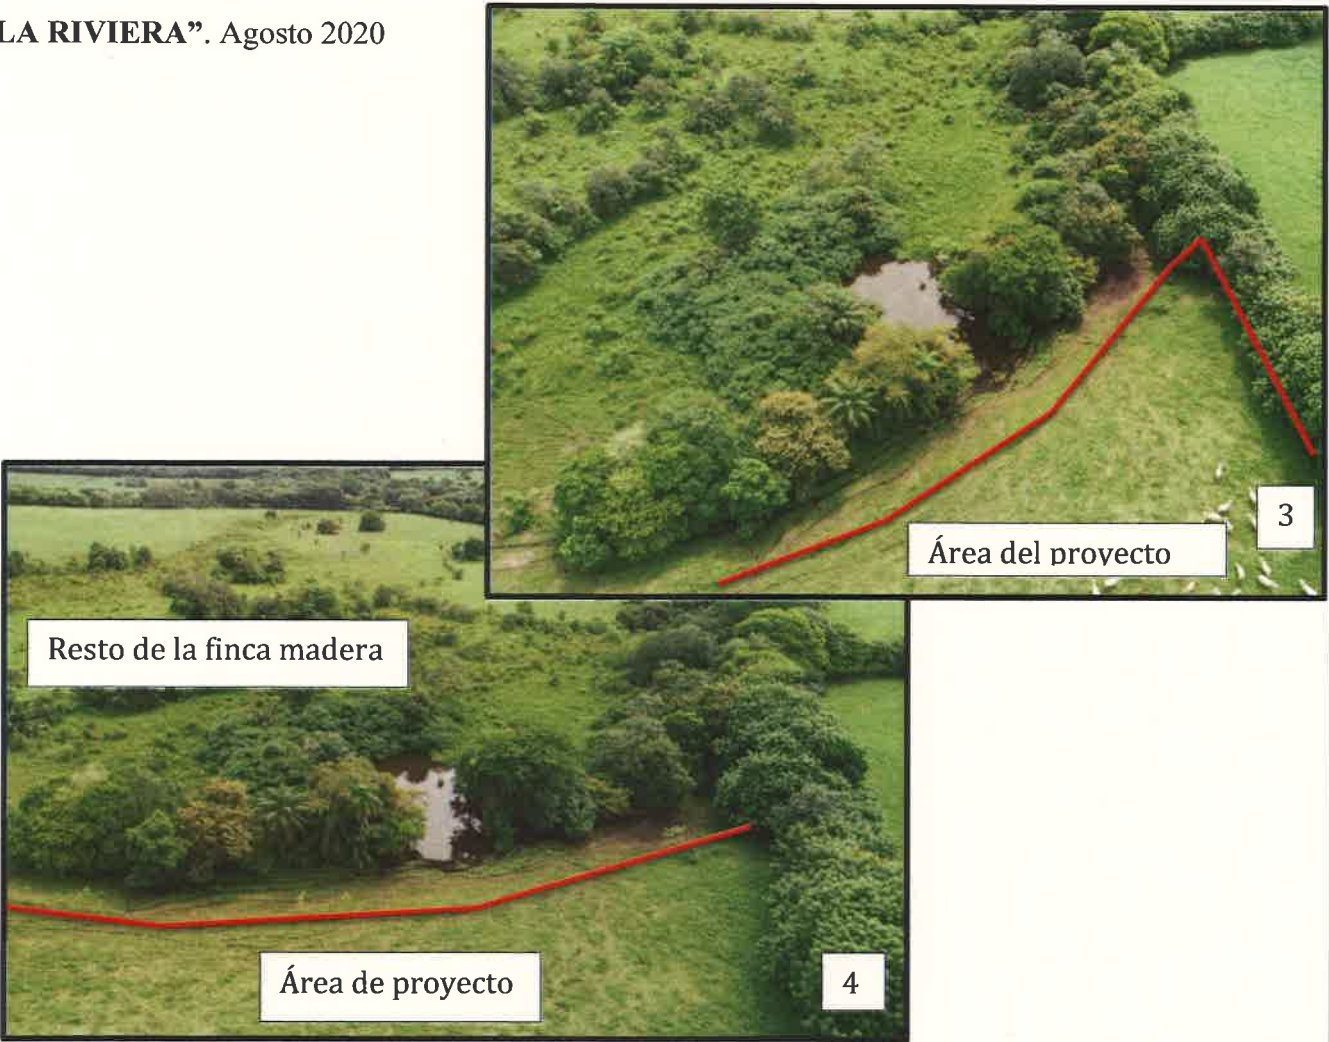 LA RIVIERA”. Agosto 2020
3
Área del proyecto
Resto de la finca madera
Área de proyecto
4